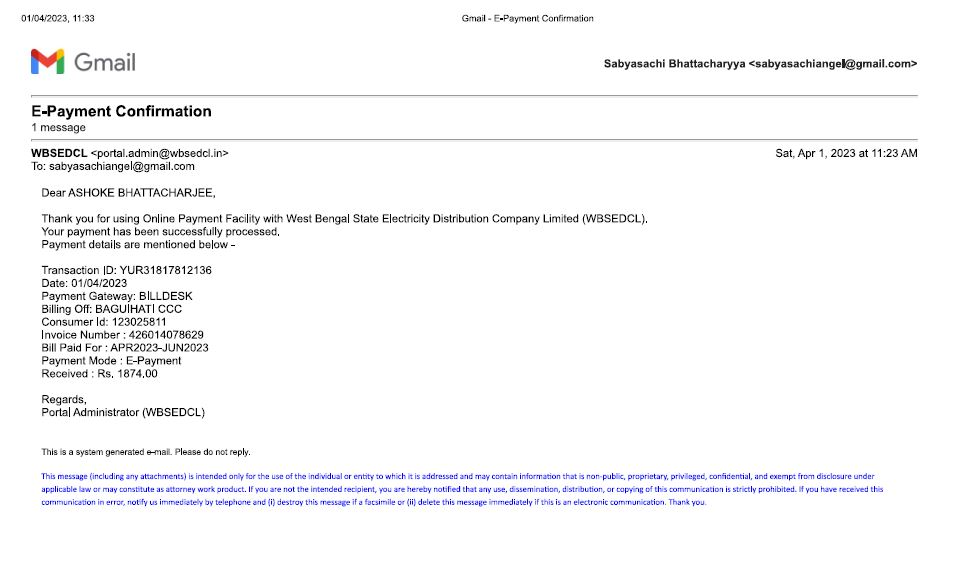 01/04/2023, 11:33
Gmail - E-Payment Confirmation
Gmail
Sabyasachi Bhattacharyya <sabyasachiangel@gmail.com>
E-Payment Confirmation
1 message
WBSEDCL <portal.admin@wbsedcl.in>
Sat, Apr 1, 2023 at 11:23 AM
To: sabyasachiangel@gmail.com
Dear ASHOKE BHATTACHARJEE,
Thank you for using Online Payment Facility with West Bengal State Electricity Distribution Company Limited (WBSEDCL).
Your payment has been successfully processed.
Payment details are mentioned below -
Transaction ID: YUR31817812136
Date: 01/04/2023
Payment Gateway: BILLDESK
Billing Off: BAGUIHATI CCC
Consumer Id: 123025811
Invoice Number : 426014078629
Bill Paid For : APR2023-JUN2023
Payment Mode : E-Payment
Received : Rs. 1874.00
Regards,
Portal Administrator (WBSEDCL)
This is a system generated e-mail. Please do not reply.
This message (including any attachments) is intended only for the use of the individual or entity to which it is addressed and may contain information that is non-public, proprietary, privileged, confidential, and exempt from disclosure under
applicable law or may constitute as attorney work product. If you are not the intended recipient, you are hereby notified that any use, dissemination, distribution, or copying of this communication is strictly prohibited. If you have received this
communication in error, notify us immediately by telephone and (i) destroy this message if a facsimile or (ii) delete this message immediately if this is an electronic communication. Thank you.